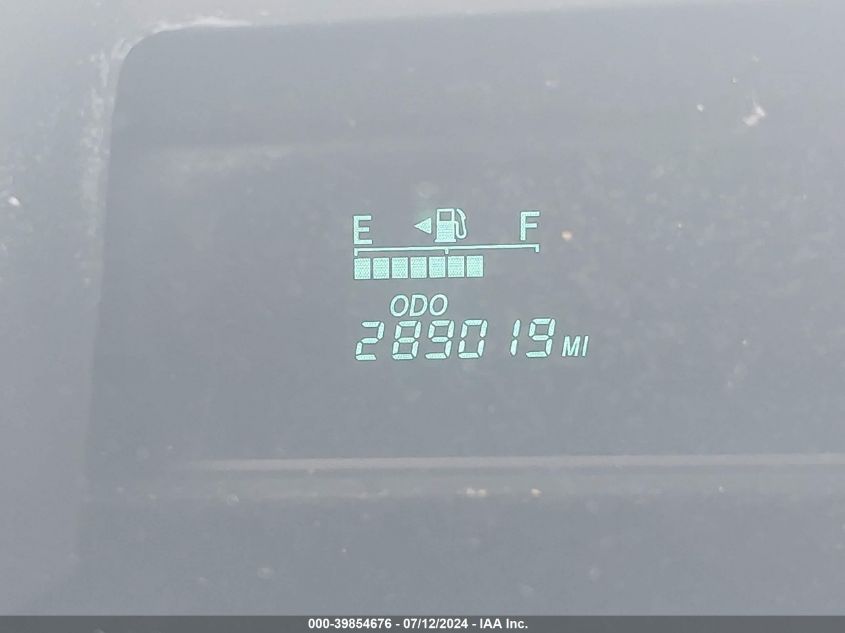 E F
ODO
289019 MI
000-39854676 - 07/12/2024 - IAA Inc.